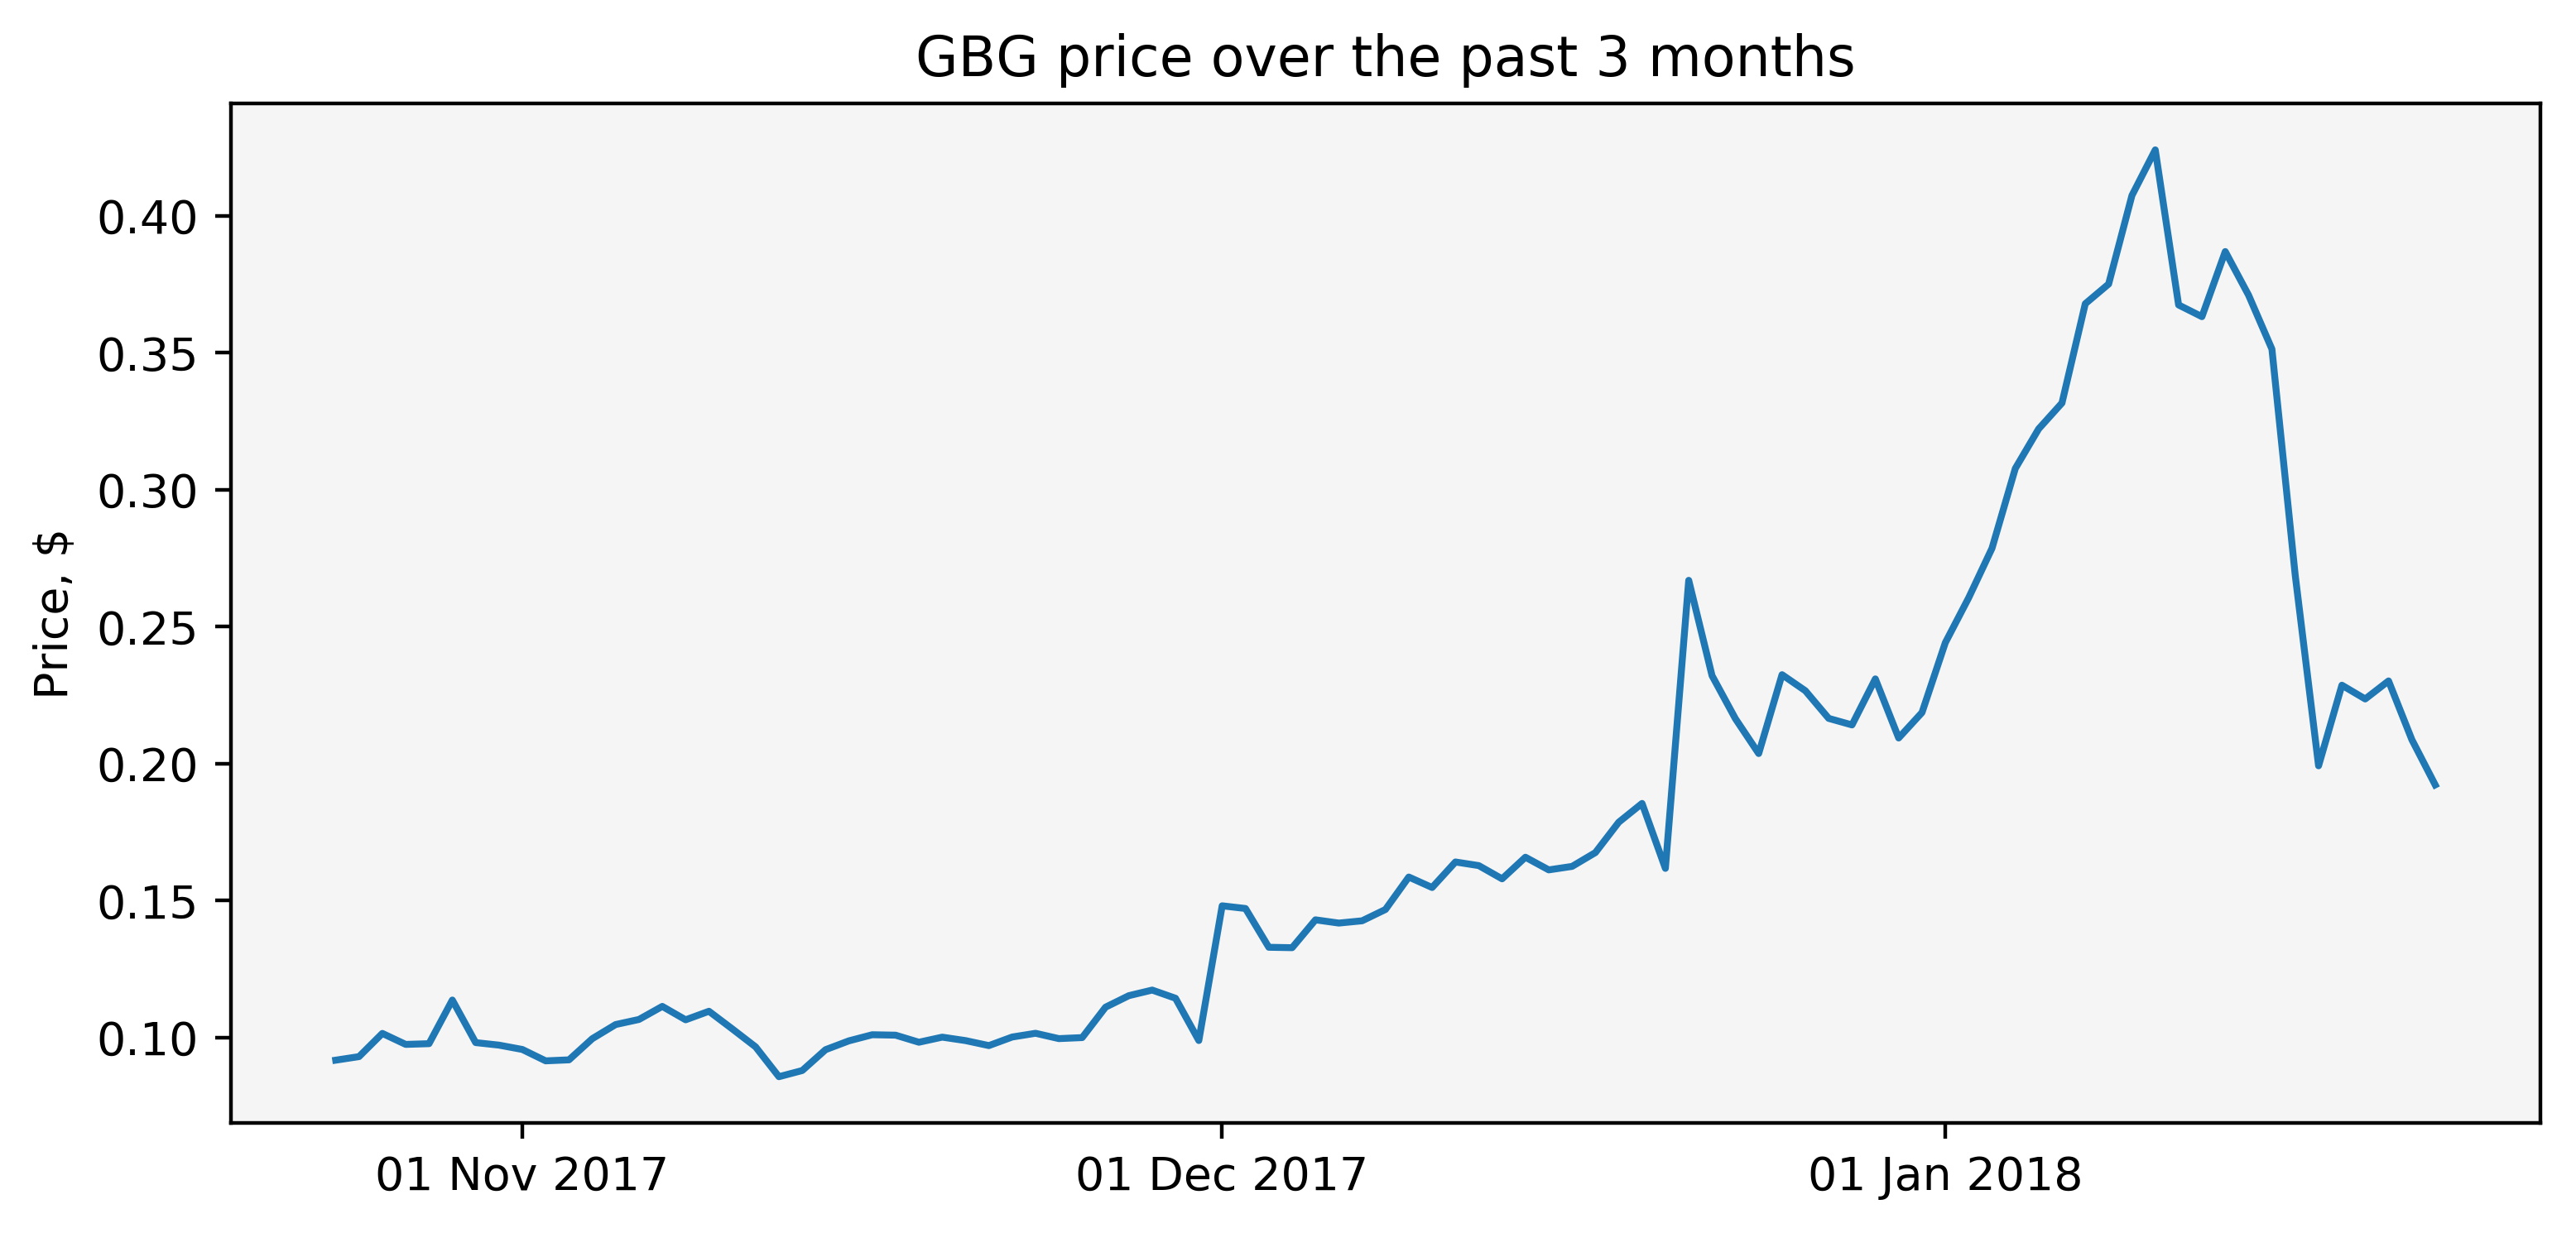 GBG price over the past 3 months
Price, $
0.40
0.35
0.30
0.25
0.20
0.15
0.10
01 Nov 2017
01 Dec 2017
01 Jan 2018